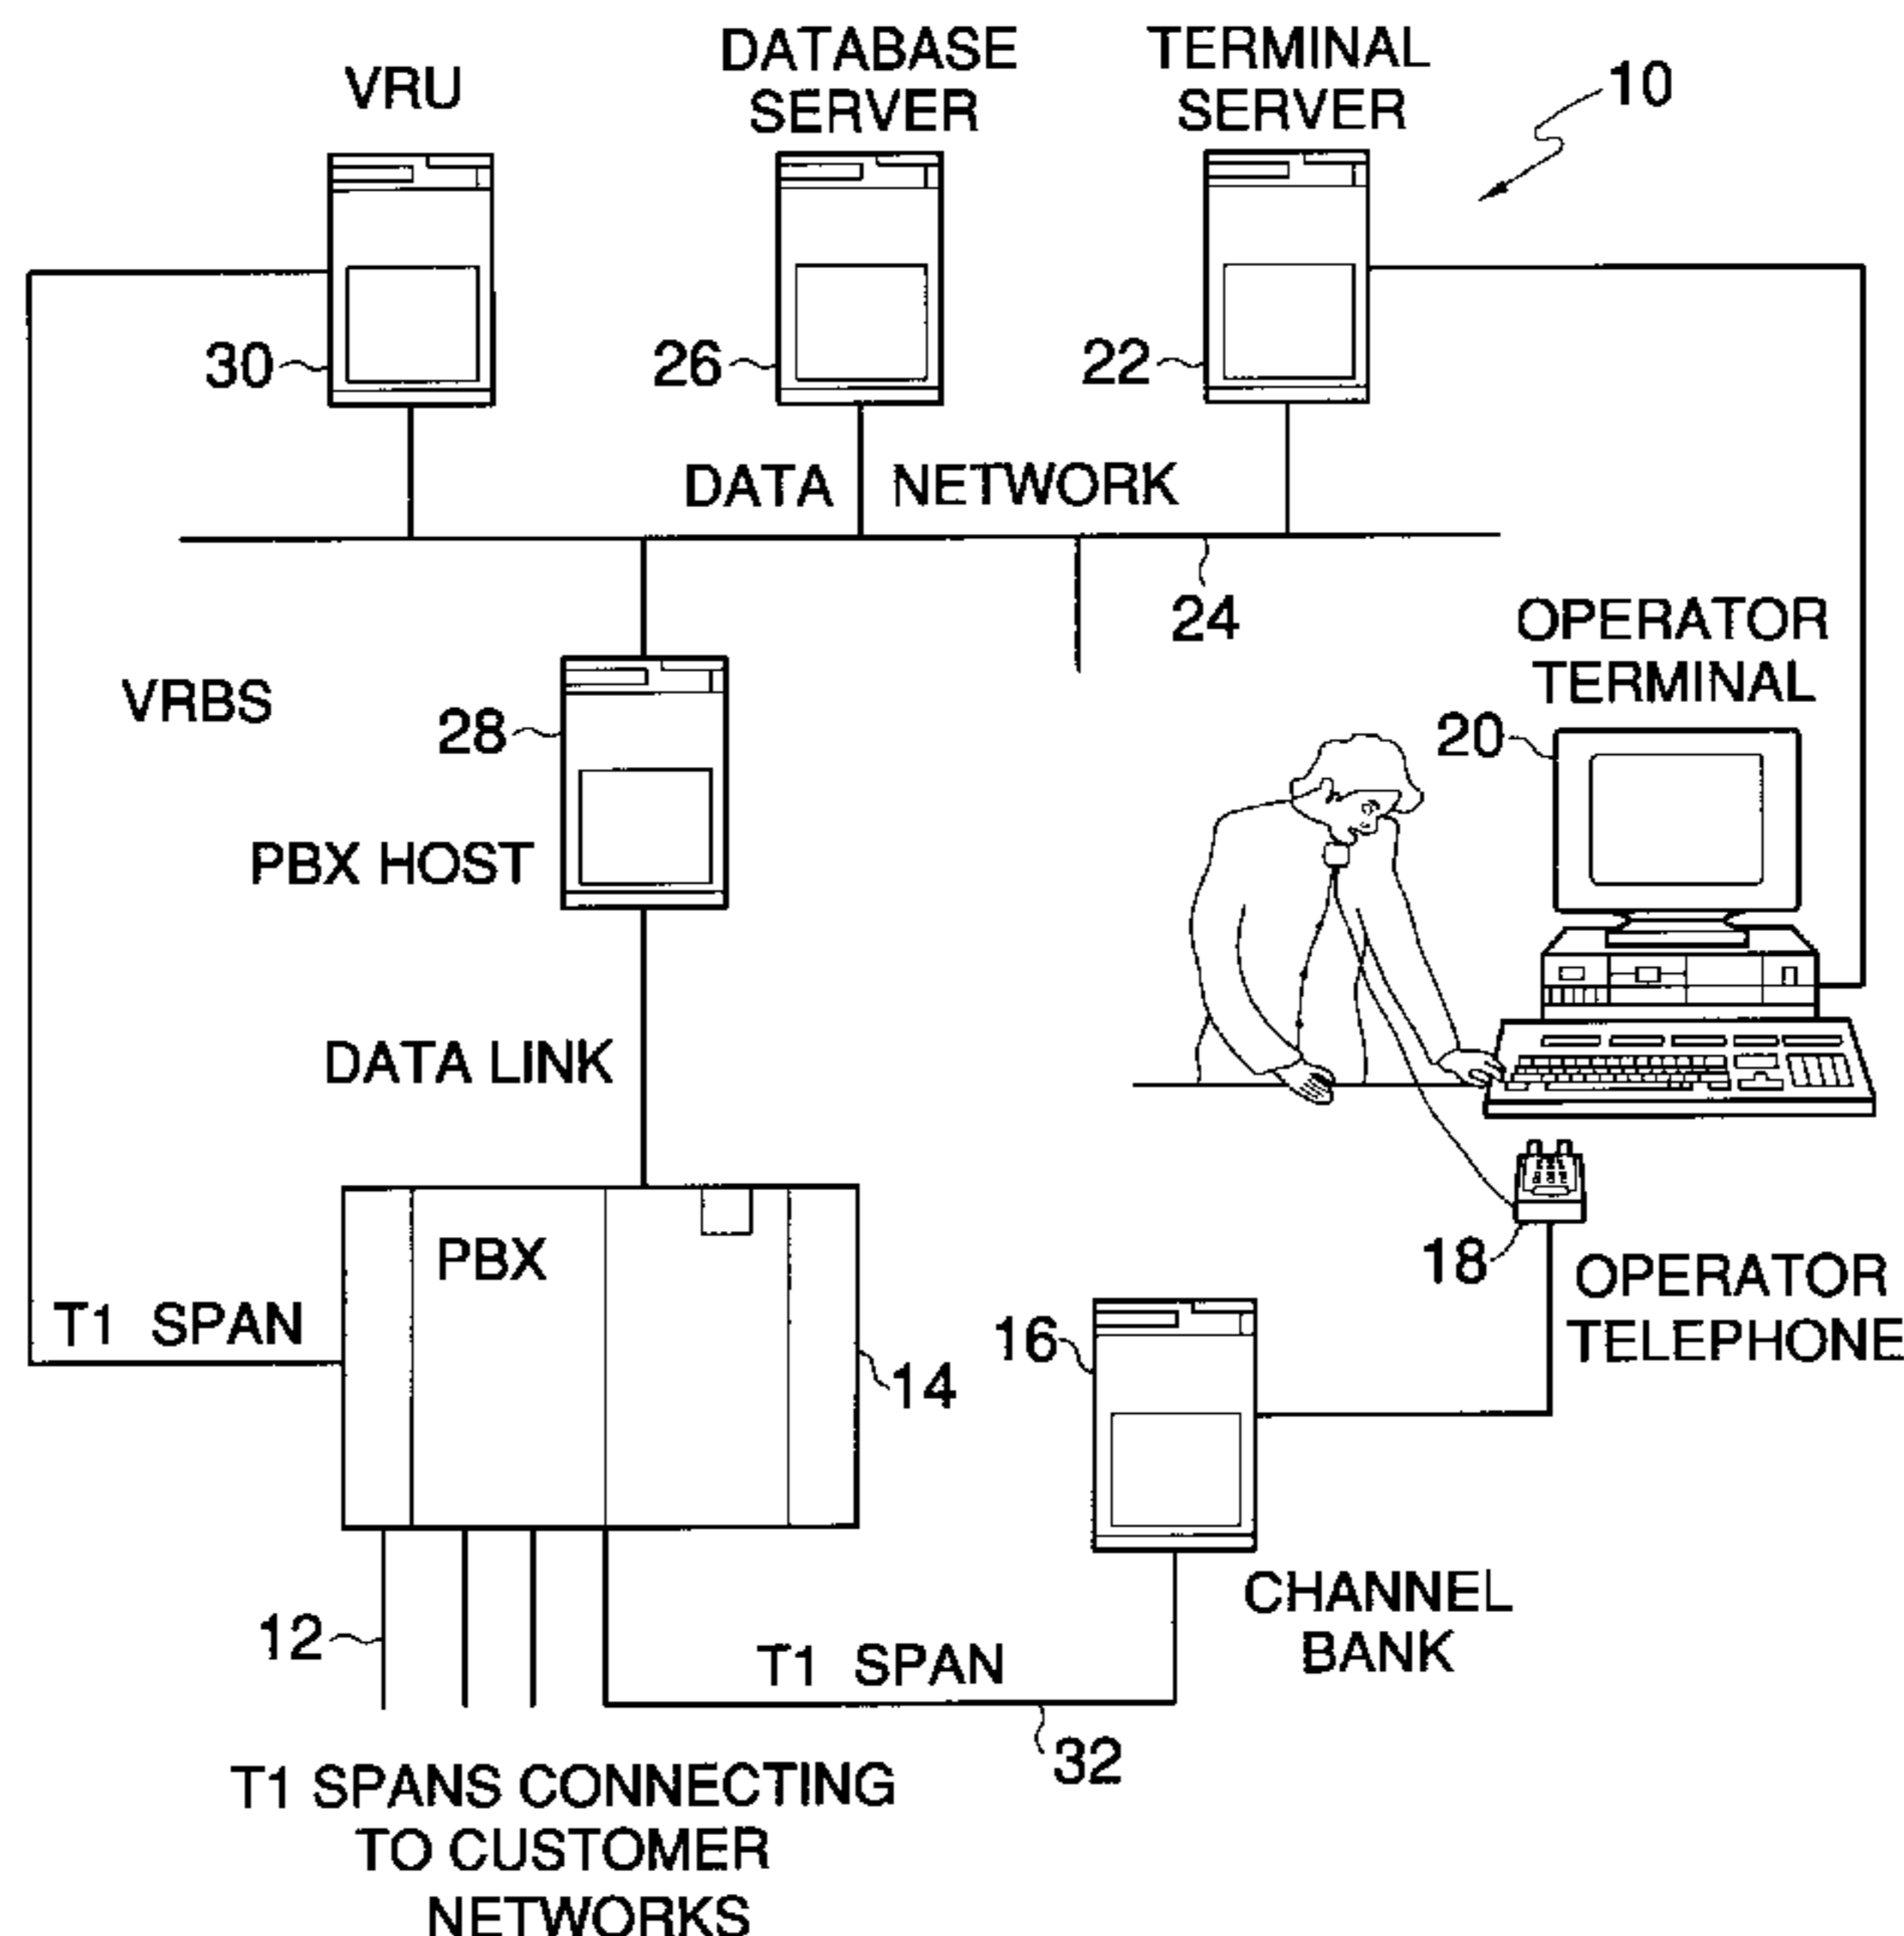 VRU
DATABASE
SERVER
TERMINAL
SERVER
10
30
26
22
DATA NETWORK
24
VRBS
28
PBX HOST
OPERATOR
TERMINAL
20
DATA LINK
PBX
T1 SPAN
14
16
18
OPERATOR
TELEPHONE
CHANNEL
BANK
12
T1 SPAN
32
T1 SPANS CONNECTING
TO CUSTOMER
NETWORKS